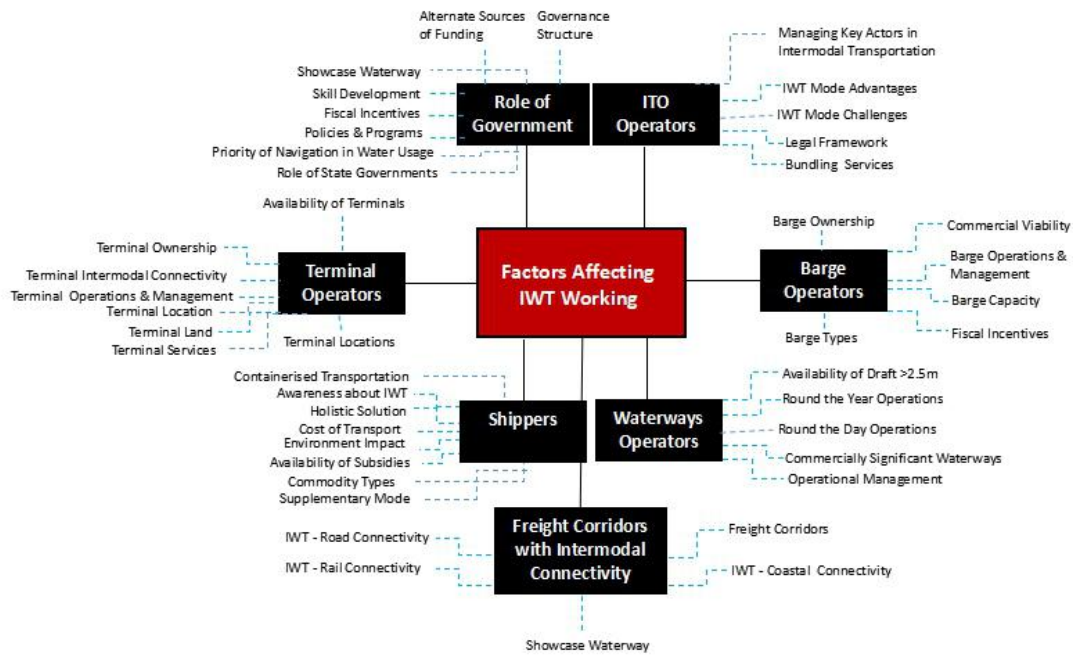 Alternate Sources
of Funding
Governance
Structure
Showcase Waterway
Skill Development
Fiscal Incentives
Policies & Programs
Priority of Navigation in Water Usage
Role of State Governments
Role of
Government
ITO
Operators
Managing Key Actors in
Intermodal Transportation
IWT Mode Advantages
IWT Mode Challenges
Legal Framework
Bundling Services
Availability of Terminals
Terminal Ownership
Terminal Intermodal Connectivity
Terminal Operations & Management
Terminal Location
Terminal Land
Terminal Services
Terminal Locations
Terminal
Operators
Factors Affecting
IWT Working
Barge Ownership
Barge
Operators
Barge Types
Commercial Viability
Barge Operations &
Management
Barge Capacity
Fiscal Incentives
Containerised Transportation
Awareness about IWT
Holistic Solution
Cost of Transport
Environment Impact
Availability of Subsidies
Commodity Types
Supplementary Mode
Shippers
Waterways
Operators
Availability of Draft >2.5m
Round the Year Operations
Round the Day Operations
Commercially Significant Waterways
Operational Management
IWT - Road Connectivity
IWT - Rail Connectivity
Freight Corridors
with Intermodal
Connectivity
Freight Corridors
IWT - Coastal Connectivity
Showcase Waterway